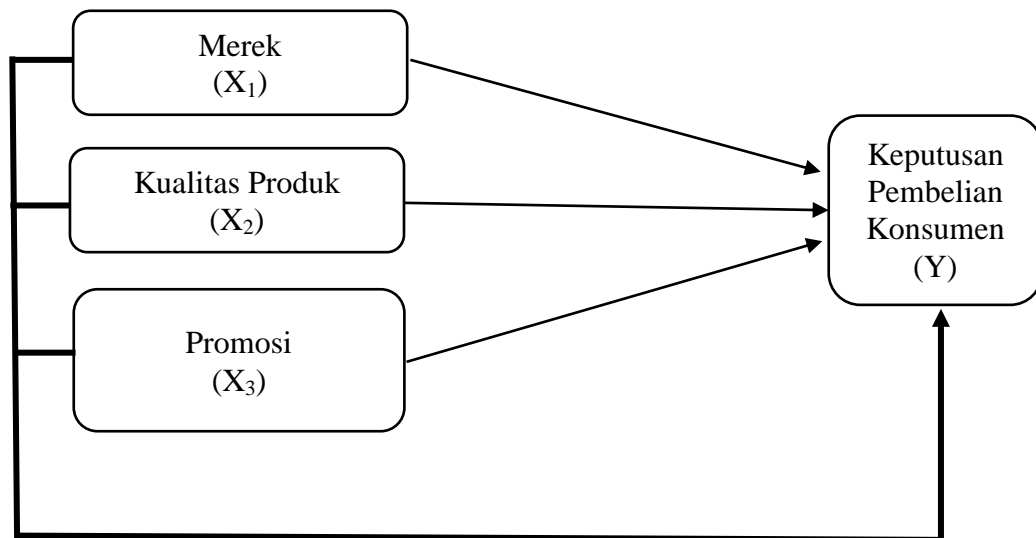 Merek
(X₁)
Kualitas Produk
(X₂)
Promosi
(X₃)
Keputusan
Pembelian
Konsumen
(Y)